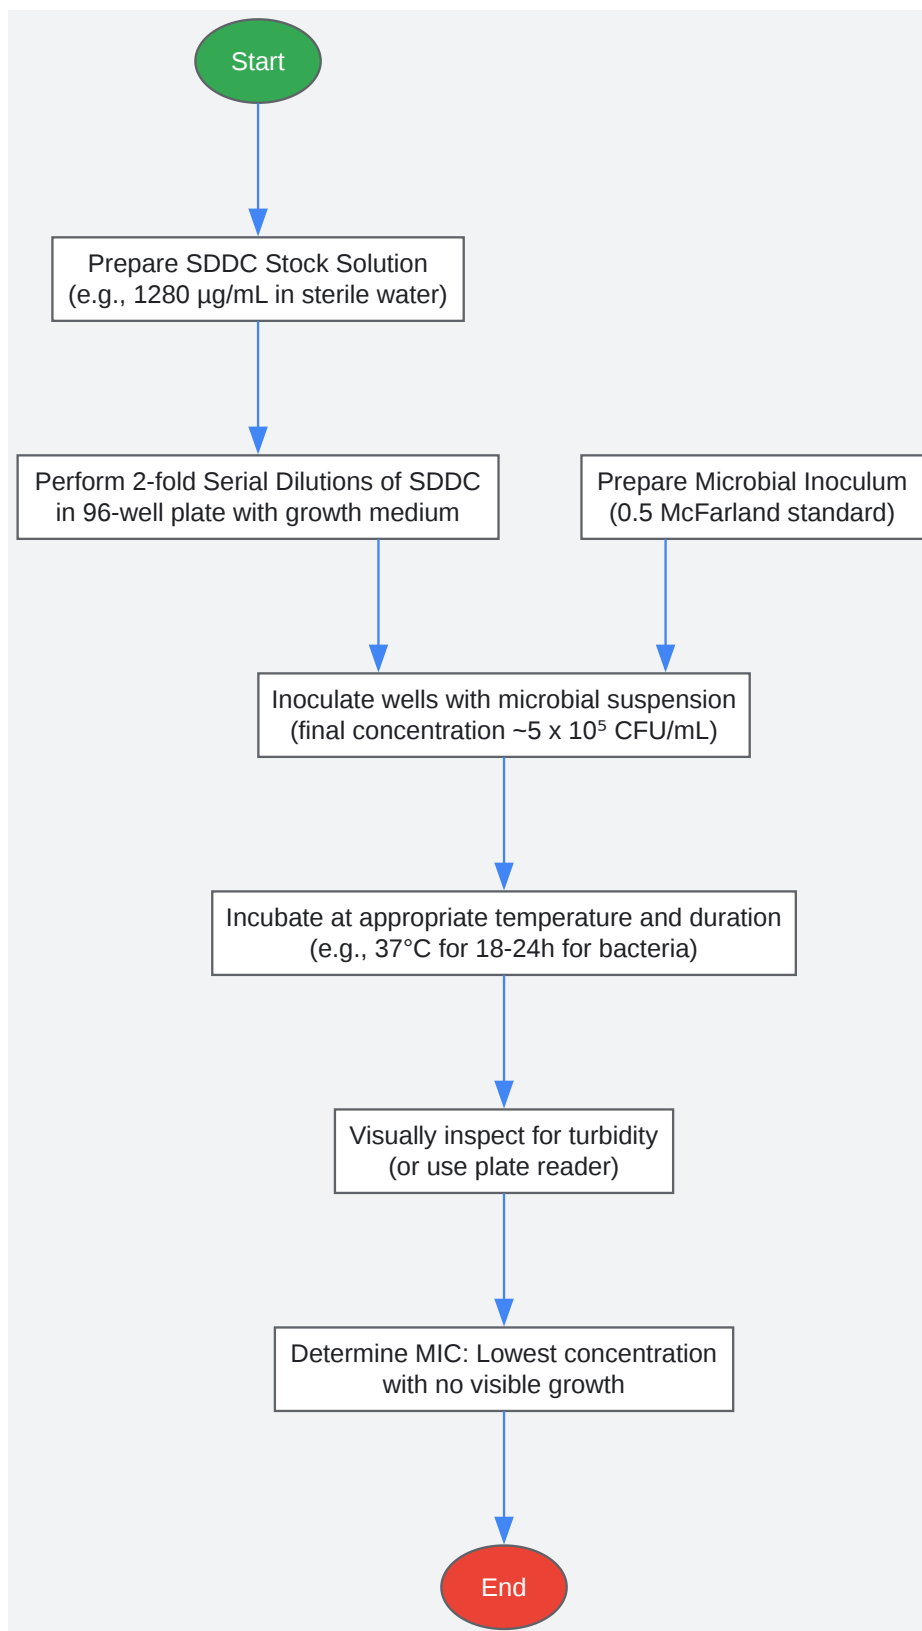 Start
Prepare SDDC Stock Solution
(e.g., 1280 µg/mL in sterile water)
Perform 2-fold Serial Dilutions of SDDC
in 96-well plate with growth medium
Prepare Microbial Inoculum
(0.5 McFarland standard)
Inoculate wells with microbial suspension
(final concentration ~5 x 10⁵ CFU/mL)
Incubate at appropriate temperature and duration
(e.g., 37°C for 18-24h for bacteria)
Visually inspect for turbidity
(or use plate reader)
Determine MIC: Lowest concentration
with no visible growth
End